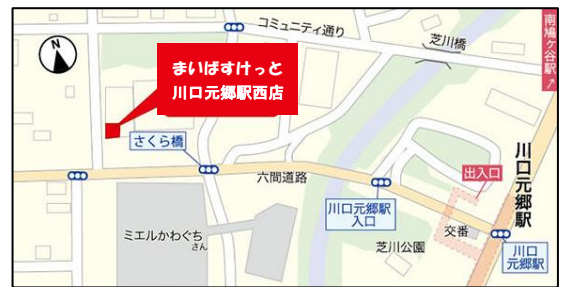 コミュニティ通り
芝川橋
南鳩ヶ谷駅↗
N
まいばすけっと
川口元郷駅西店
さくら橋
六間道路
出入口
川口元郷駅
川口元郷駅
入口
ミエルかわぐち
さん
芝川公園
交番
川口
元郷駅